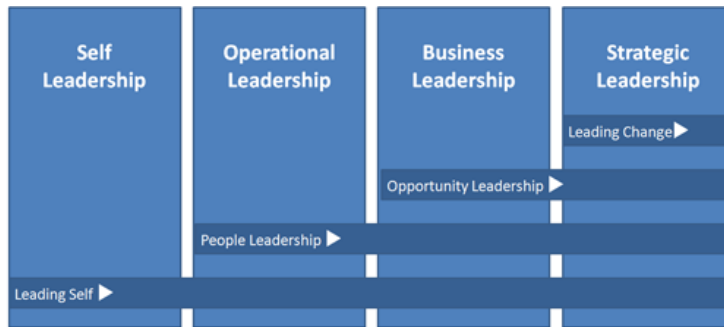 Self
Leadership
Operational
Leadership
Business
Leadership
Strategic
Leadership
Leading Change
Opportunity Leadership
People Leadership
Leading Self